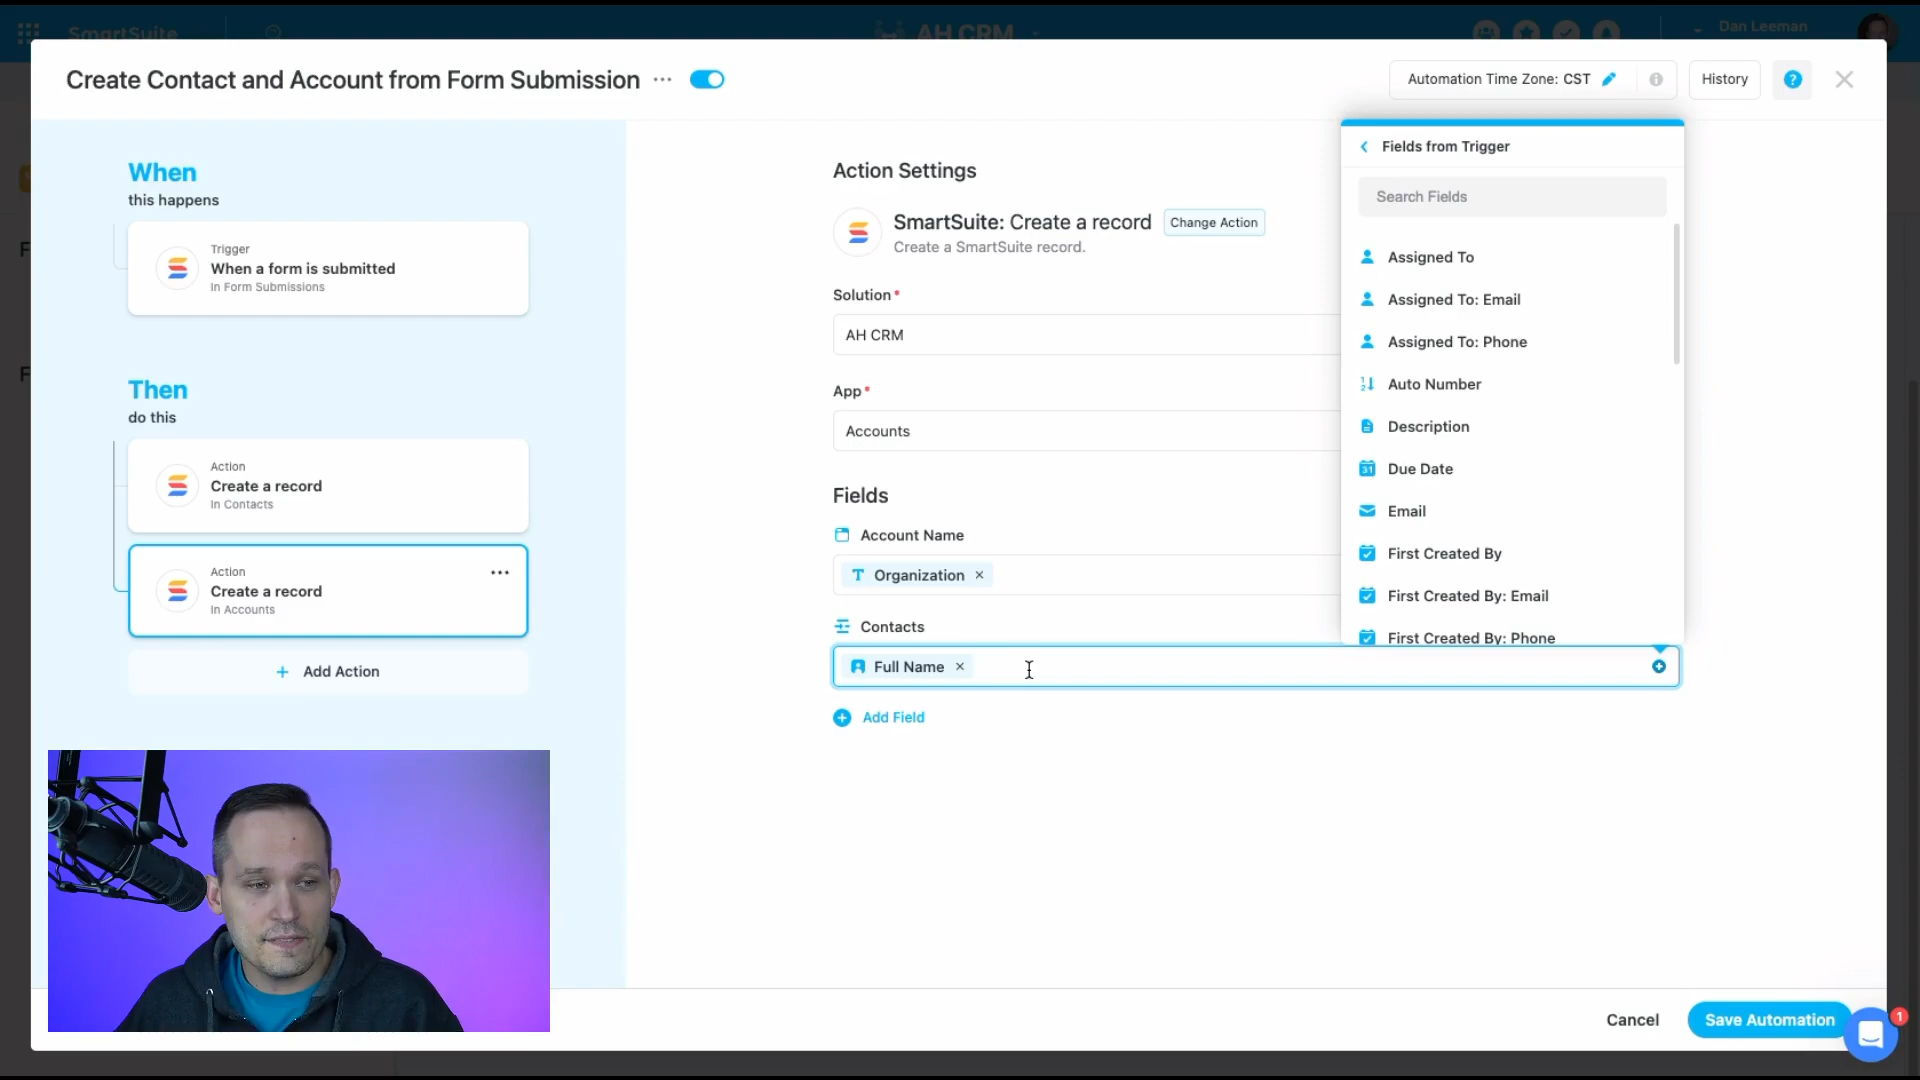 SmartSuite
AH CRM
Dan Leeman
Create Contact and Account from Form Submission
Automation Time Zone: CST
History
When
this happens
Trigger
When a form is submitted
In Form Submissions
Then
do this
Action
Create a record
In Contacts
Action
Create a record
In Accounts
+ Add Action
Action Settings
SmartSuite: Create a record
Change Action
Create a SmartSuite record.
Solution*
AH CRM
App*
Accounts
Fields
Account Name
Organization ×
Contacts
Full Name ×
Add Field
Fields from Trigger
Search Fields
Assigned To
Assigned To: Email
Assigned To: Phone
Auto Number
Description
31
Due Date
Email
First Created By
First Created By: Email
First Created By: Phone
Cancel
Save Automation
1